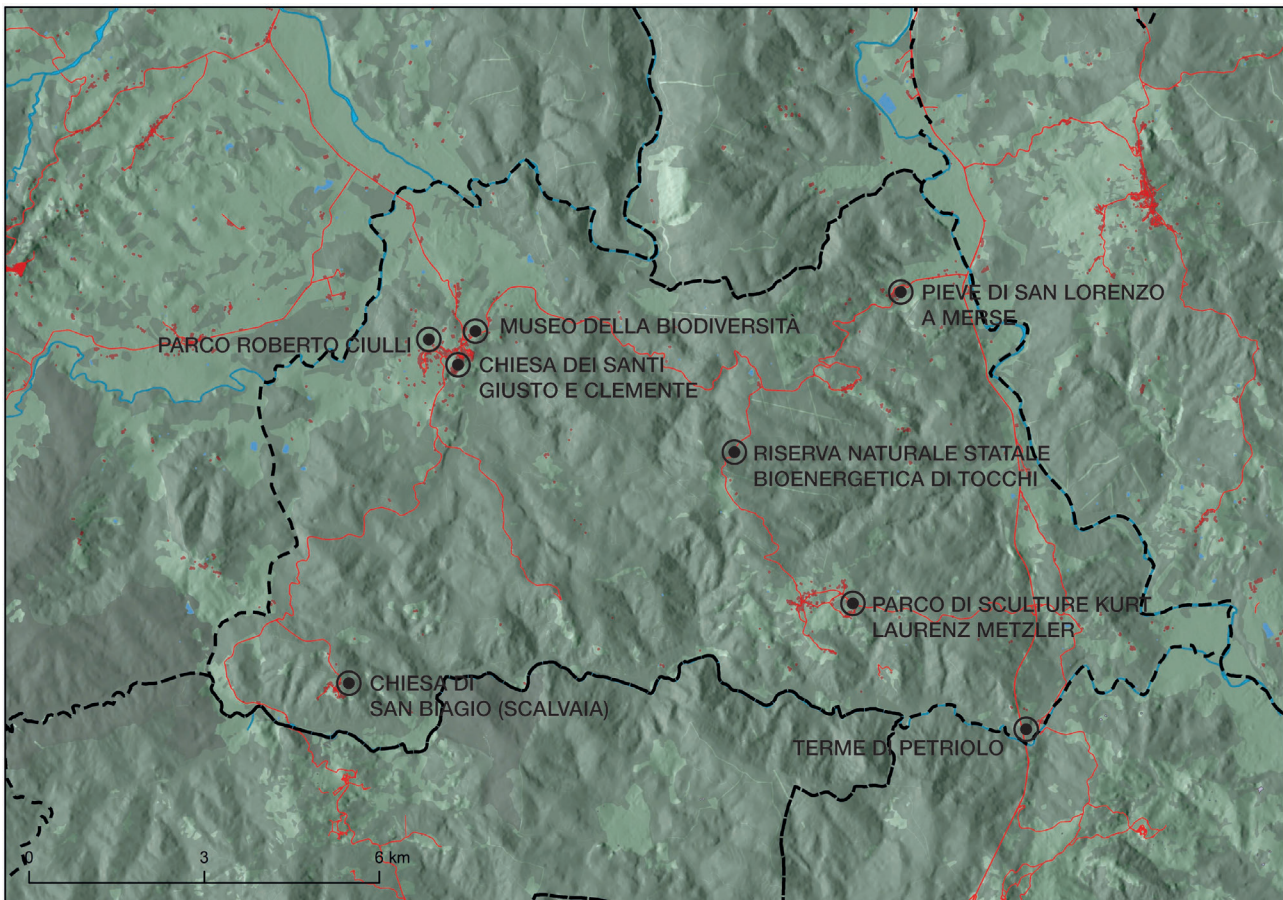 PIEVE DI SAN LORENZO
A MERSE
MUSEO DELLA BIODIVERSITÀ
PARCO ROBERTO CIULLI
CHIESA DEI SANTI
GIUSTO E CLEMENTE
RISERVA NATURALE STATALE
BIOENERGETICA DI TOCCHI
PARCO DI SCULTURE KURT
LAURENZ METZLER
CHIESA DI
SAN BIAGIO (SCALVAIA)
TERME DI PETRIOLO
0 3 6 km